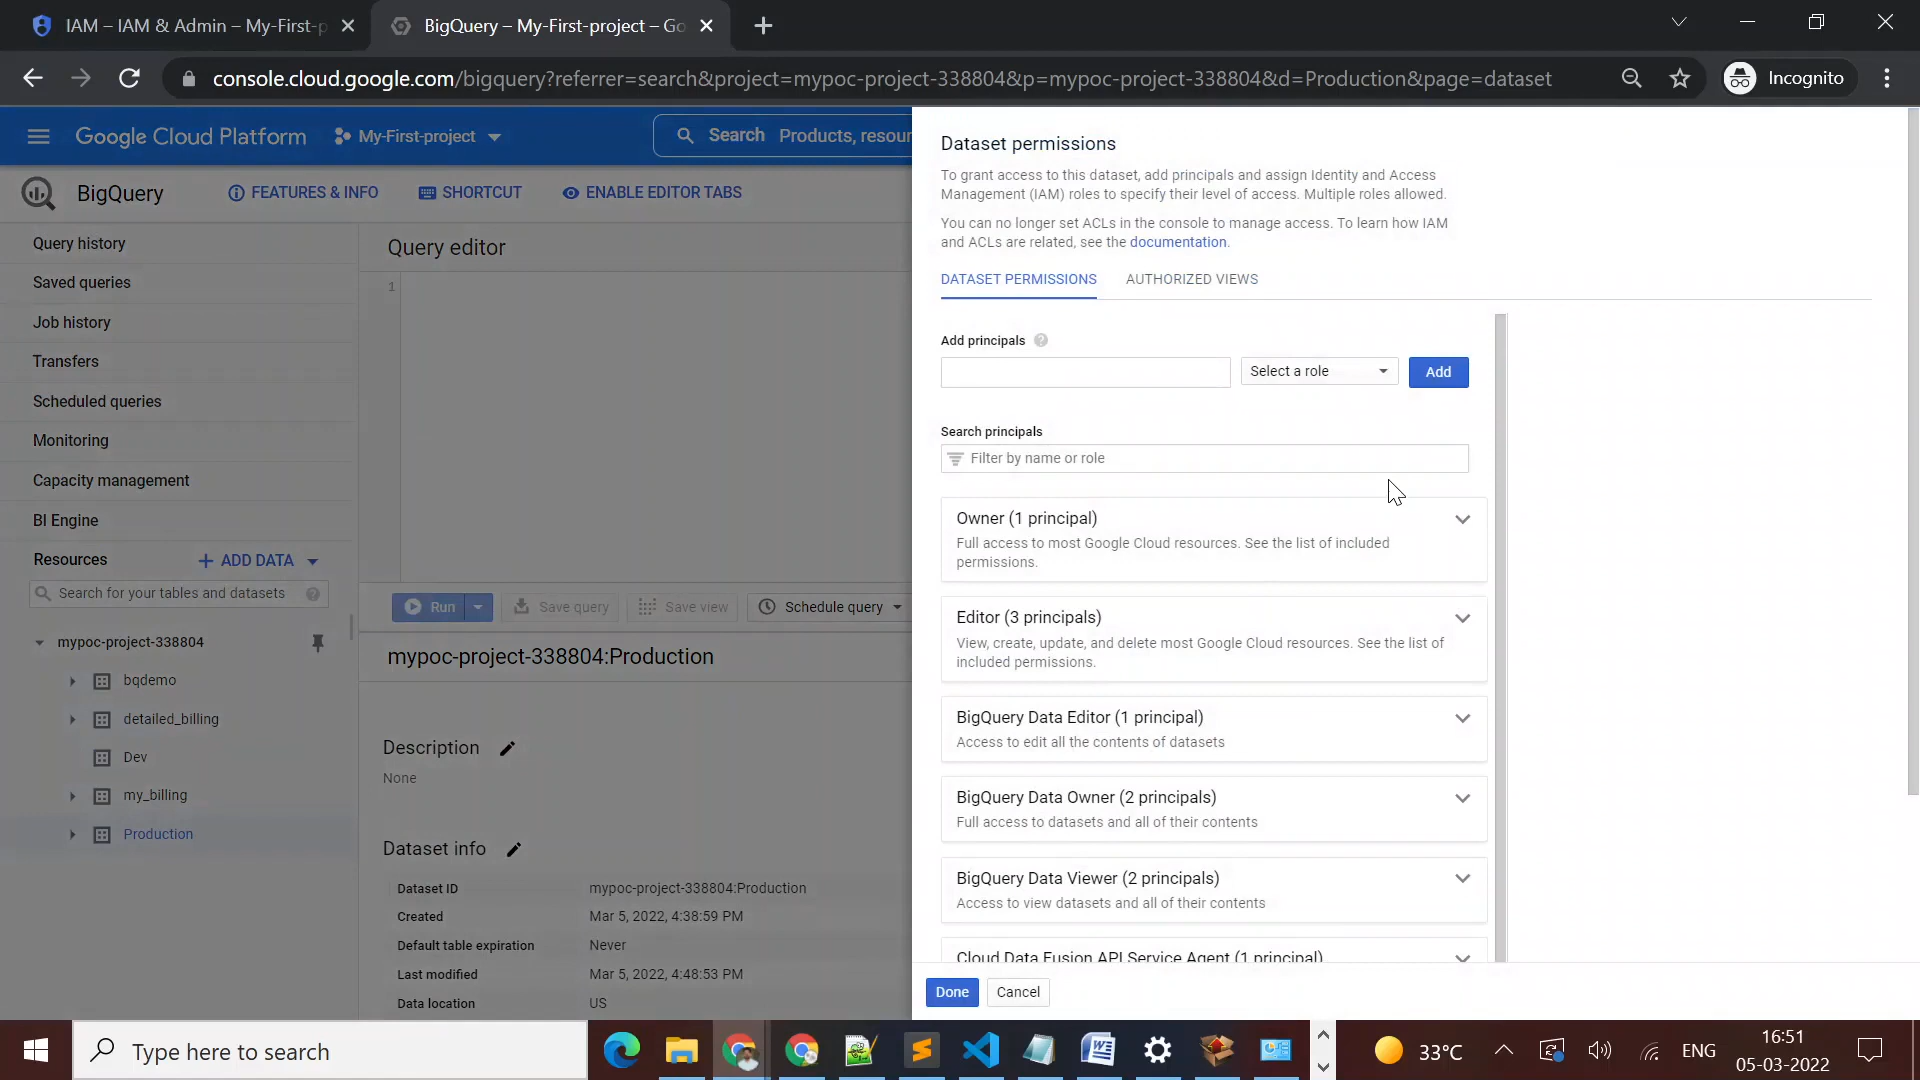 IAM – IAM & Admin – My-First-p
BigQuery – My-First-project – Go
console.cloud.google.com/bigquery?referrer=search&project=mypoc-project-338804&p=mypoc-project-338804&d=Production&page=dataset
Incognito
Google Cloud Platform
My-First-project
Search Products, resour
BigQuery
FEATURES & INFO
SHORTCUT
ENABLE EDITOR TABS
Query history
Saved queries
Job history
Transfers
Scheduled queries
Monitoring
Capacity management
BI Engine
Resources
ADD DATA
Search for your tables and datasets
mypoc-project-338804
bqdemo
detailed_billing
Dev
my_billing
Production
Query editor
1
Run
Save query
Save view
Schedule query
mypoc-project-338804:Production
Description
None
Dataset info
Dataset ID mypoc-project-338804:Production
Created Mar 5, 2022, 4:38:59 PM
Default table expiration Never
Last modified Mar 5, 2022, 4:48:53 PM
Data location US
Dataset permissions
To grant access to this dataset, add principals and assign Identity and Access
Management (IAM) roles to specify their level of access. Multiple roles allowed.
You can no longer set ACLs in the console to manage access. To learn how IAM
and ACLs are related, see the documentation.
DATASET PERMISSIONS
AUTHORIZED VIEWS
Add principals
Select a role
Add
Search principals
Filter by name or role
Owner (1 principal)
Full access to most Google Cloud resources. See the list of included
permissions.
Editor (3 principals)
View, create, update, and delete most Google Cloud resources. See the list of
included permissions.
BigQuery Data Editor (1 principal)
Access to edit all the contents of datasets
BigQuery Data Owner (2 principals)
Full access to datasets and all of their contents
BigQuery Data Viewer (2 principals)
Access to view datasets and all of their contents
Cloud Data Fusion API Service Agent (1 principal)
Done
Cancel
Type here to search
33°C
ENG
16:51
05-03-2022